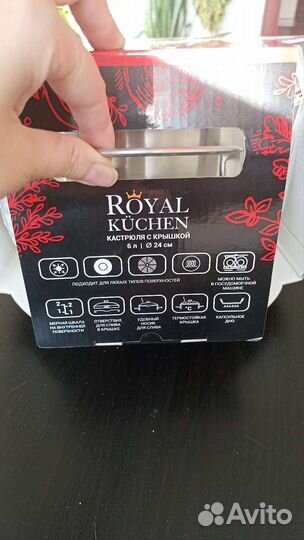 ROYAL
KÜCHEN
КАСТРЮЛЯ С КРЫШКОЙ
6 л | Ø 24 см
ПОДХОДИТ ДЛЯ ЛЮБЫХ ТИПОВ ПОВЕРХНОСТЕЙ
МОЖНО МЫТЬ
В ПОСУДОМОЕЧНОЙ
МАШИНЕ
МЕРНАЯ ШКАЛА
НА ВНУТРЕННЕЙ
ПОВЕРХНОСТИ
ОТВЕРСТИЯ
ДЛЯ СЛИВА
В КРЫШКЕ
УДОБНЫЙ
НОСИК
ДЛЯ СЛИВА
°C
ТЕРМОСТОЙКАЯ
КРЫШКА
КАПСУЛЬНОЕ
ДНО
Avito